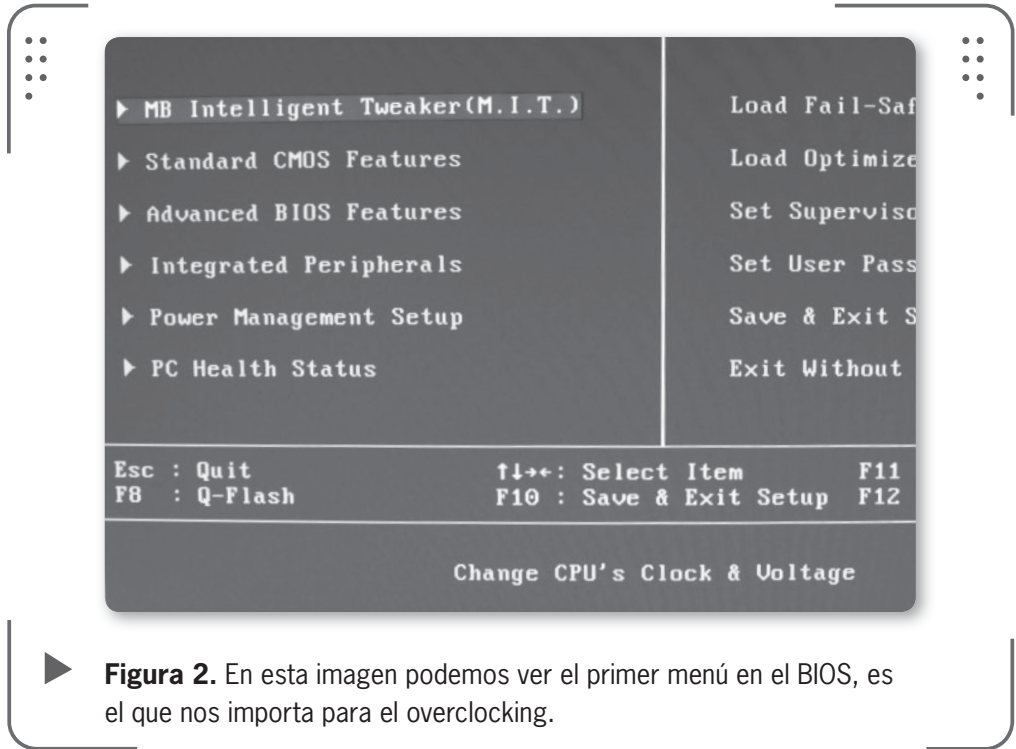 MB Intelligent Tweaker(M.I.T.)
Standard CMOS Features
Advanced BIOS Features
Integrated Peripherals
Power Management Setup
PC Health Status
Load Fail-Saf
Load Optimize
Set Superviso
Set User Pass
Save & Exit S
Exit Without
Esc : Quit
↑↓→←: Select Item
F11
F8 : Q-Flash
F10 : Save & Exit Setup
F12
Change CPU's Clock & Voltage
Figura 2. En esta imagen podemos ver el primer menú en el BIOS, es
el que nos importa para el overclocking.